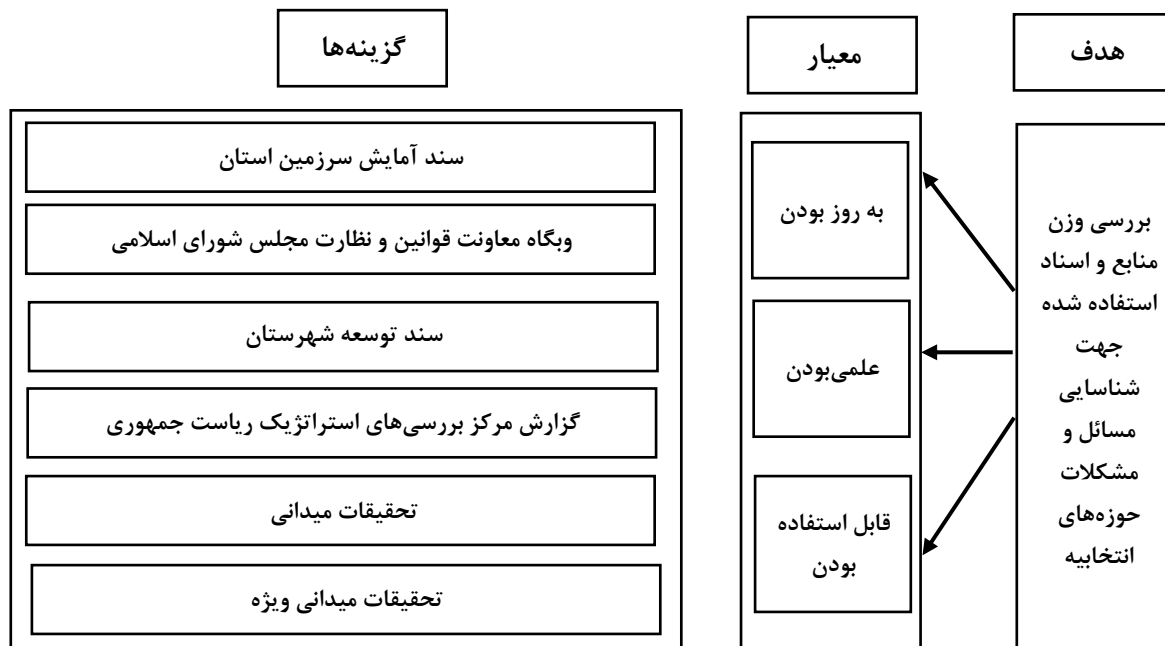 هدف
معیار
گزینه‌ها
بررسی وزن
منابع و اسناد
استفاده شده
جهت
شناسایی
مسائل و
مشکلات
حوزه‌های
انتخابیه
به روز بودن
علمی‌بودن
قابل استفاده
بودن
سند آمایش سرزمین استان
وبگاه معاونت قوانین و نظارت مجلس شورای اسلامی
سند توسعه شهرستان
گزارش مرکز بررسی‌های استراتژیک ریاست جمهوری
تحقیقات میدانی
تحقیقات میدانی ویژه